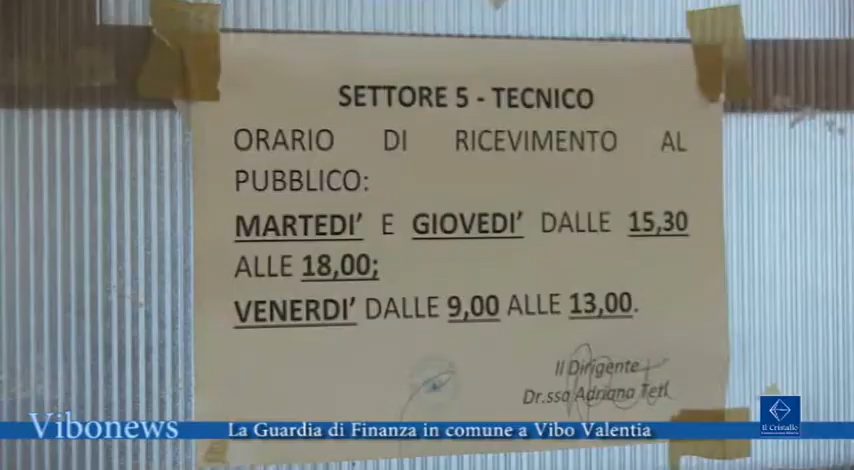 SETTORE 5 - TECNICO
ORARIO DI RICEVIMENTO AL
PUBBLICO:
MARTEDI’ E GIOVEDI’ DALLE 15,30
ALLE 18,00;
VENERDI’ DALLE 9,00 ALLE 13,00.
Il Dirigente
Dr.ssa Adriana Teti
Vibonews La Guardia di Finanza in comune a Vibo Valentia
Il Cristallo